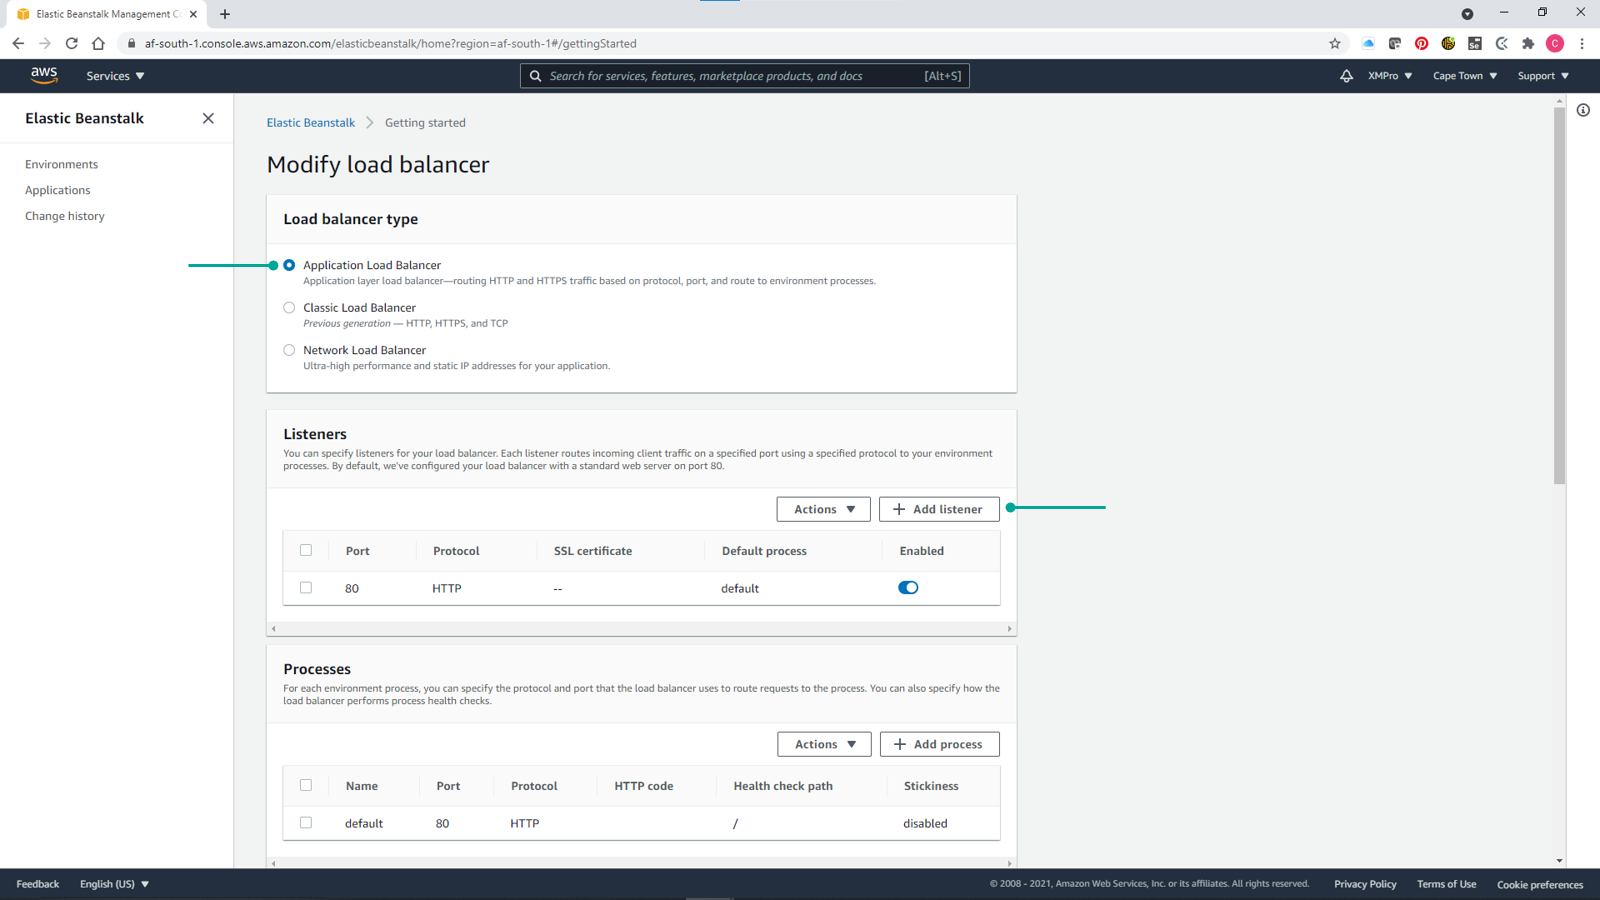 Elastic Beanstalk Management C
af-south-1.console.aws.amazon.com/elasticbeanstalk/home?region=af-south-1#/gettingStarted
Se
C
aws
Services
Search for services, features, marketplace products, and docs
[Alt+S]
XMPro
Cape Town
Support
Elastic Beanstalk
Environments
Applications
Change history
Elastic Beanstalk
Getting started
Modify load balancer
Load balancer type
Application Load Balancer
Application layer load balancer—routing HTTP and HTTPS traffic based on protocol, port, and route to environment processes.
Classic Load Balancer
Previous generation — HTTP, HTTPS, and TCP
Network Load Balancer
Ultra-high performance and static IP addresses for your application.
Listeners
You can specify listeners for your load balancer. Each listener routes incoming client traffic on a specified port using a specified protocol to your environment
processes. By default, we've configured your load balancer with a standard web server on port 80.
Actions
Add listener
Port Protocol SSL certificate Default process Enabled
80 HTTP -- default
Processes
For each environment process, you can specify the protocol and port that the load balancer uses to route requests to the process. You can also specify how the
load balancer performs process health checks.
Actions
Add process
Name Port Protocol HTTP code Health check path Stickiness
default 80 HTTP / disabled
Feedback
English (US)
© 2008 - 2021, Amazon Web Services, Inc. or its affiliates. All rights reserved.
Privacy Policy
Terms of Use
Cookie preferences